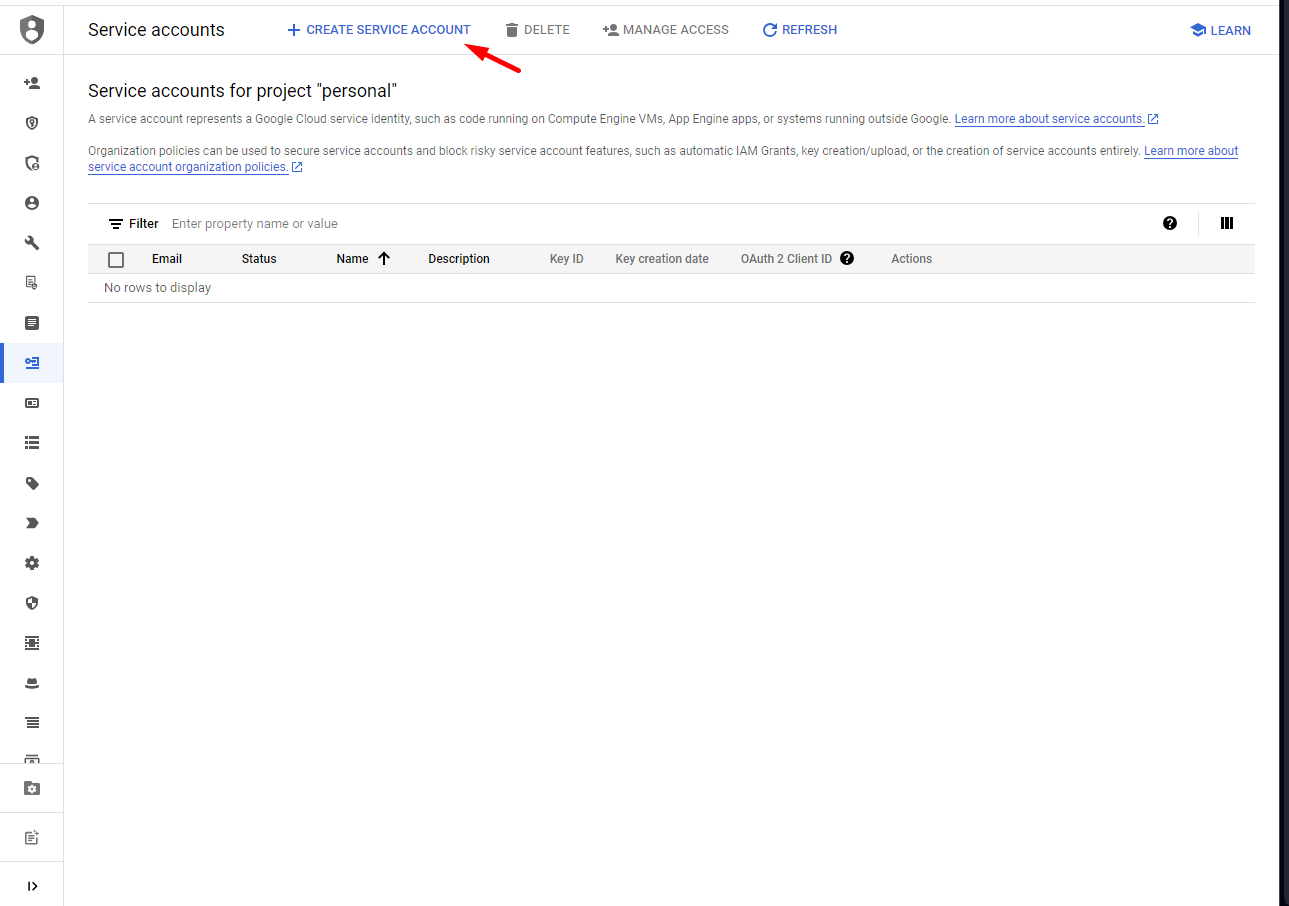 Service accounts
CREATE SERVICE ACCOUNT
DELETE
MANAGE ACCESS
REFRESH
LEARN
Service accounts for project "personal"
A service account represents a Google Cloud service identity, such as code running on Compute Engine VMs, App Engine apps, or systems running outside Google. Learn more about service accounts.
Organization policies can be used to secure service accounts and block risky service account features, such as automatic IAM Grants, key creation/upload, or the creation of service accounts entirely. Learn more about
service account organization policies.
Filter Enter property name or value
Email Status Name Description Key ID Key creation date OAuth 2 Client ID Actions
No rows to display